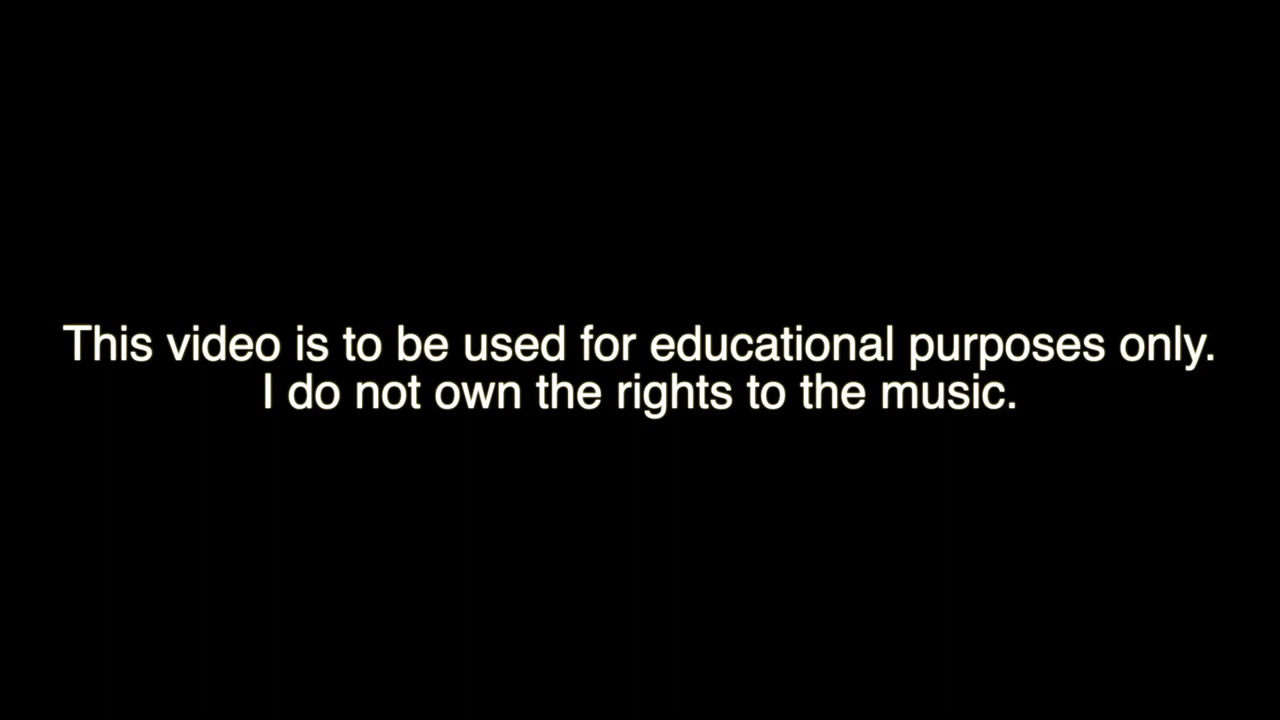 This video is to be used for educational purposes only.
I do not own the rights to the music.